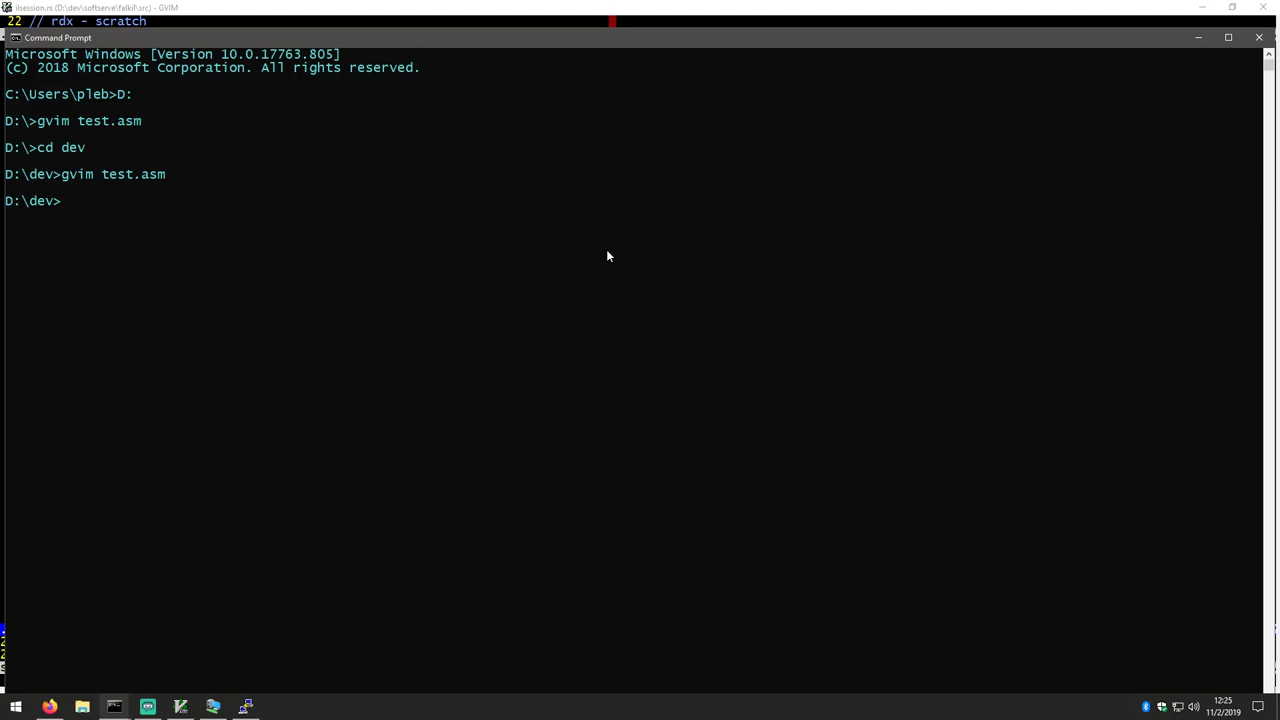 ilsession.rs (D:\dev\softserve\falkil\src) - GVIM
22 // rdx - scratch
Command Prompt
Microsoft Windows [Version 10.0.17763.805]
(c) 2018 Microsoft Corporation. All rights reserved.
C:\Users\pleb>D:
D:\>gvim test.asm
D:\>cd dev
D:\dev>gvim test.asm
D:\dev>
12:25
11/2/2019